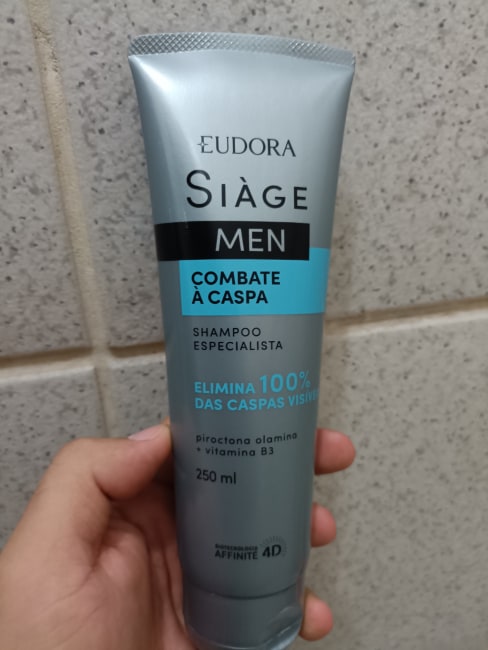 EUDORA
SIÀGE
MEN
COMBATE
À CASPA
SHAMPOO
ESPECIALISTA
ELIMINA 100%
DAS CASPAS
piroctona olamina
+ vitamina B3
250 ml
BIOTECNOLOGIA
AFFINITÉ 4D